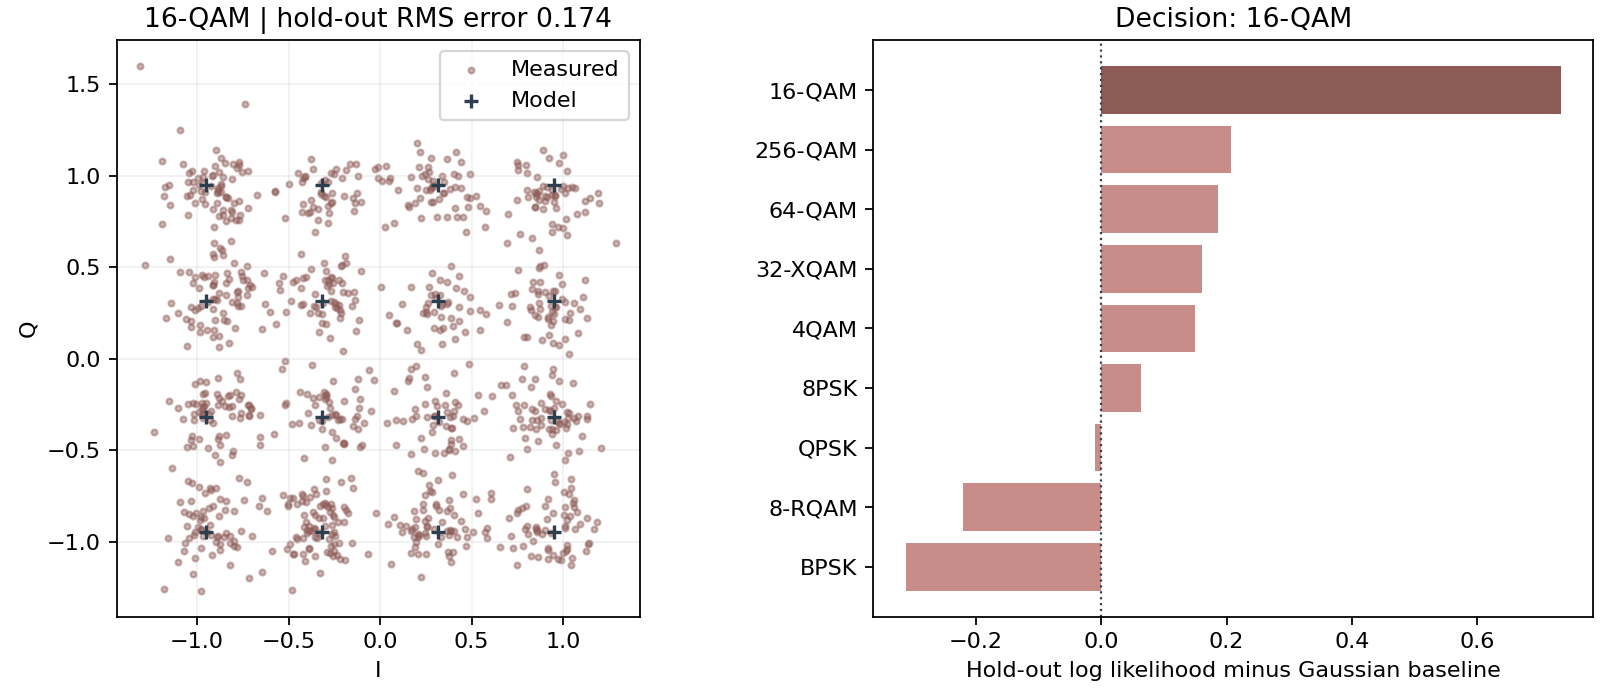 16-QAM | hold-out RMS error 0.174
Measured
Model
1.5
1.0
0.5
0.0
−0.5
−1.0
Q
−1.0
−0.5
0.0
0.5
1.0
I
Decision: 16-QAM
16-QAM
256-QAM
64-QAM
32-XQAM
4QAM
8PSK
QPSK
8-RQAM
BPSK
−0.2
0.0
0.2
0.4
0.6
Hold-out log likelihood minus Gaussian baseline